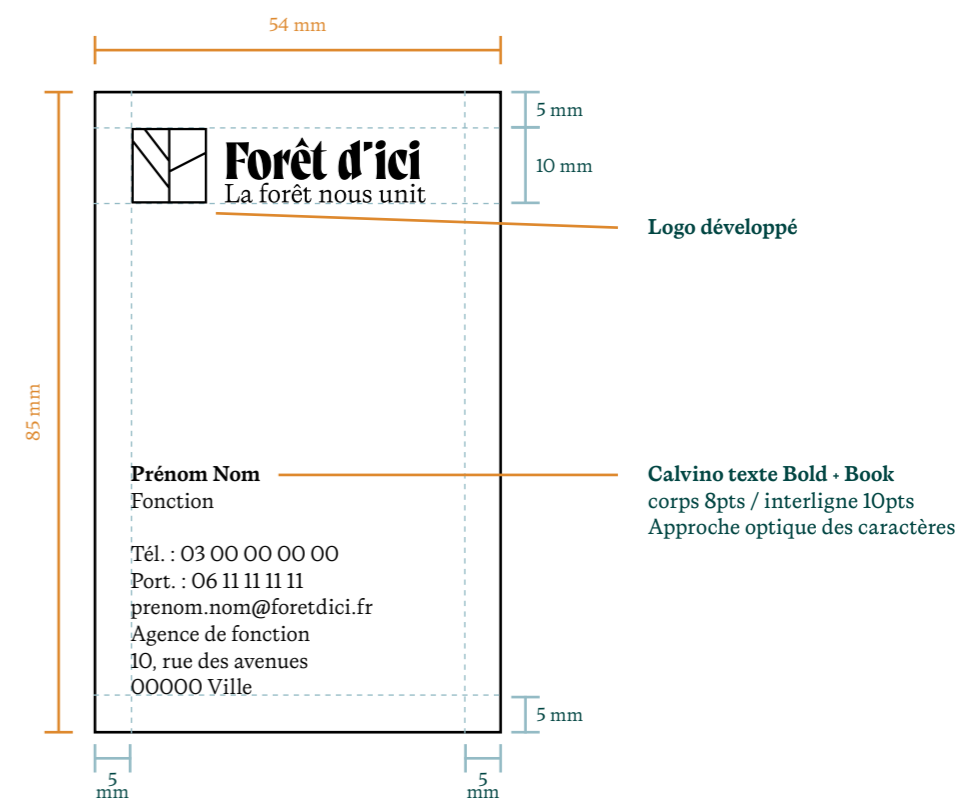 54 mm
5 mm
10 mm
Forêt d'ici
La forêt nous unit
Logo développé
85 mm
Prénom Nom
Fonction
Calvino texte Bold + Book
corps 8pts / interligne 10pts
Approche optique des caractères
Tél. : 03 00 00 00 00
Port. : 06 11 11 11 11
prenom.nom@foretdici.fr
Agence de fonction
10, rue des avenues
00000 Ville
5 mm
5
mm
5
mm